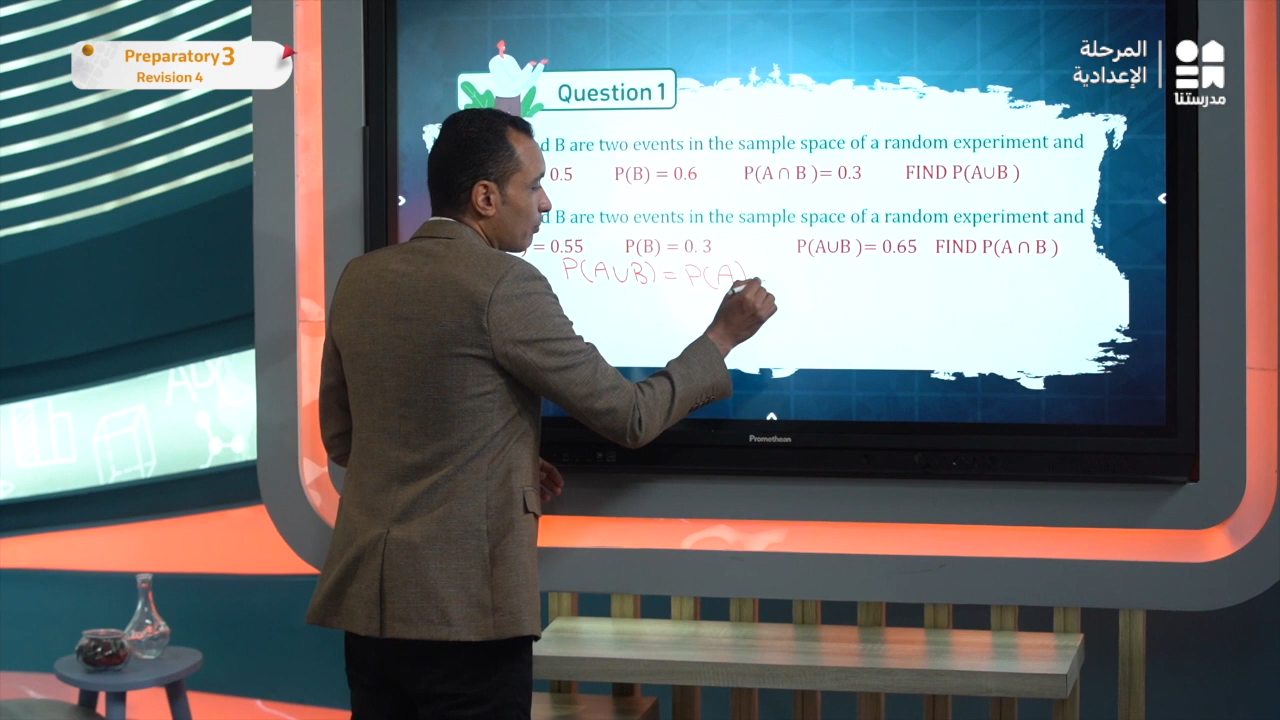 Preparatory 3
Revision 4
المرحلة
الإعدادية
مدرستنا
Question 1
d B are two events in the sample space of a random experiment and
0.5 P(B) = 0.6 P(A ∩ B )= 0.3 FIND P(A∪B )
d B are two events in the sample space of a random experiment and
= 0.55 P(B) = 0.3 P(A∪B )= 0.65 FIND P(A ∩ B )
P(A∪B) = P(A)
Promethean